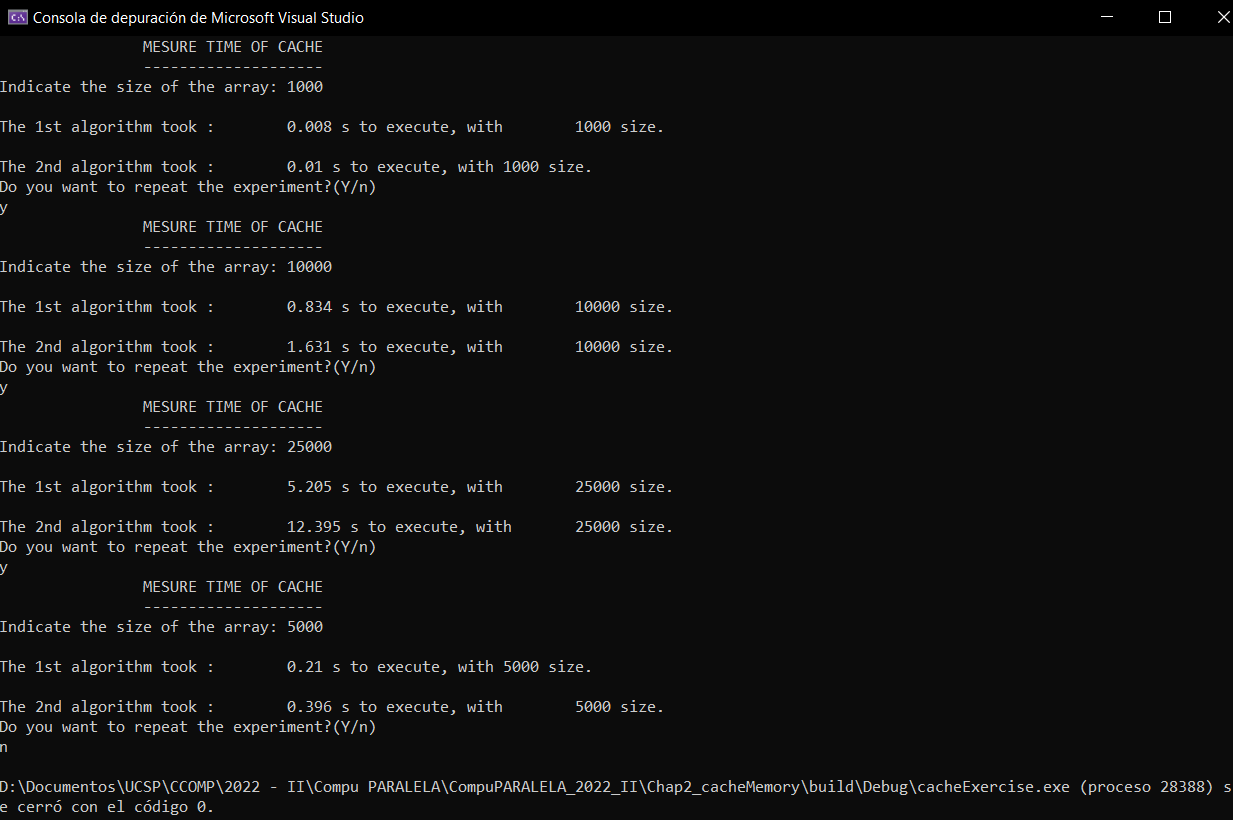 Consola de depuración de Microsoft Visual Studio
MESURE TIME OF CACHE
--------------------
Indicate the size of the array: 1000
The 1st algorithm took :        0.008 s to execute, with        1000 size.
The 2nd algorithm took :        0.01 s to execute, with 1000 size.
Do you want to repeat the experiment?(Y/n)
y
MESURE TIME OF CACHE
--------------------
Indicate the size of the array: 10000
The 1st algorithm took :        0.834 s to execute, with        10000 size.
The 2nd algorithm took :        1.631 s to execute, with        10000 size.
Do you want to repeat the experiment?(Y/n)
y
MESURE TIME OF CACHE
--------------------
Indicate the size of the array: 25000
The 1st algorithm took :        5.205 s to execute, with        25000 size.
The 2nd algorithm took :        12.395 s to execute, with       25000 size.
Do you want to repeat the experiment?(Y/n)
y
MESURE TIME OF CACHE
--------------------
Indicate the size of the array: 5000
The 1st algorithm took :        0.21 s to execute, with 5000 size.
The 2nd algorithm took :        0.396 s to execute, with        5000 size.
Do you want to repeat the experiment?(Y/n)
n
D:\Documentos\UCSP\CCOMP\2022 - II\Compu PARALELA\CompuPARALELA_2022_II\Chap2_cacheMemory\build\Debug\cacheExercise.exe (proceso 28388) s
e cerró con el código 0.